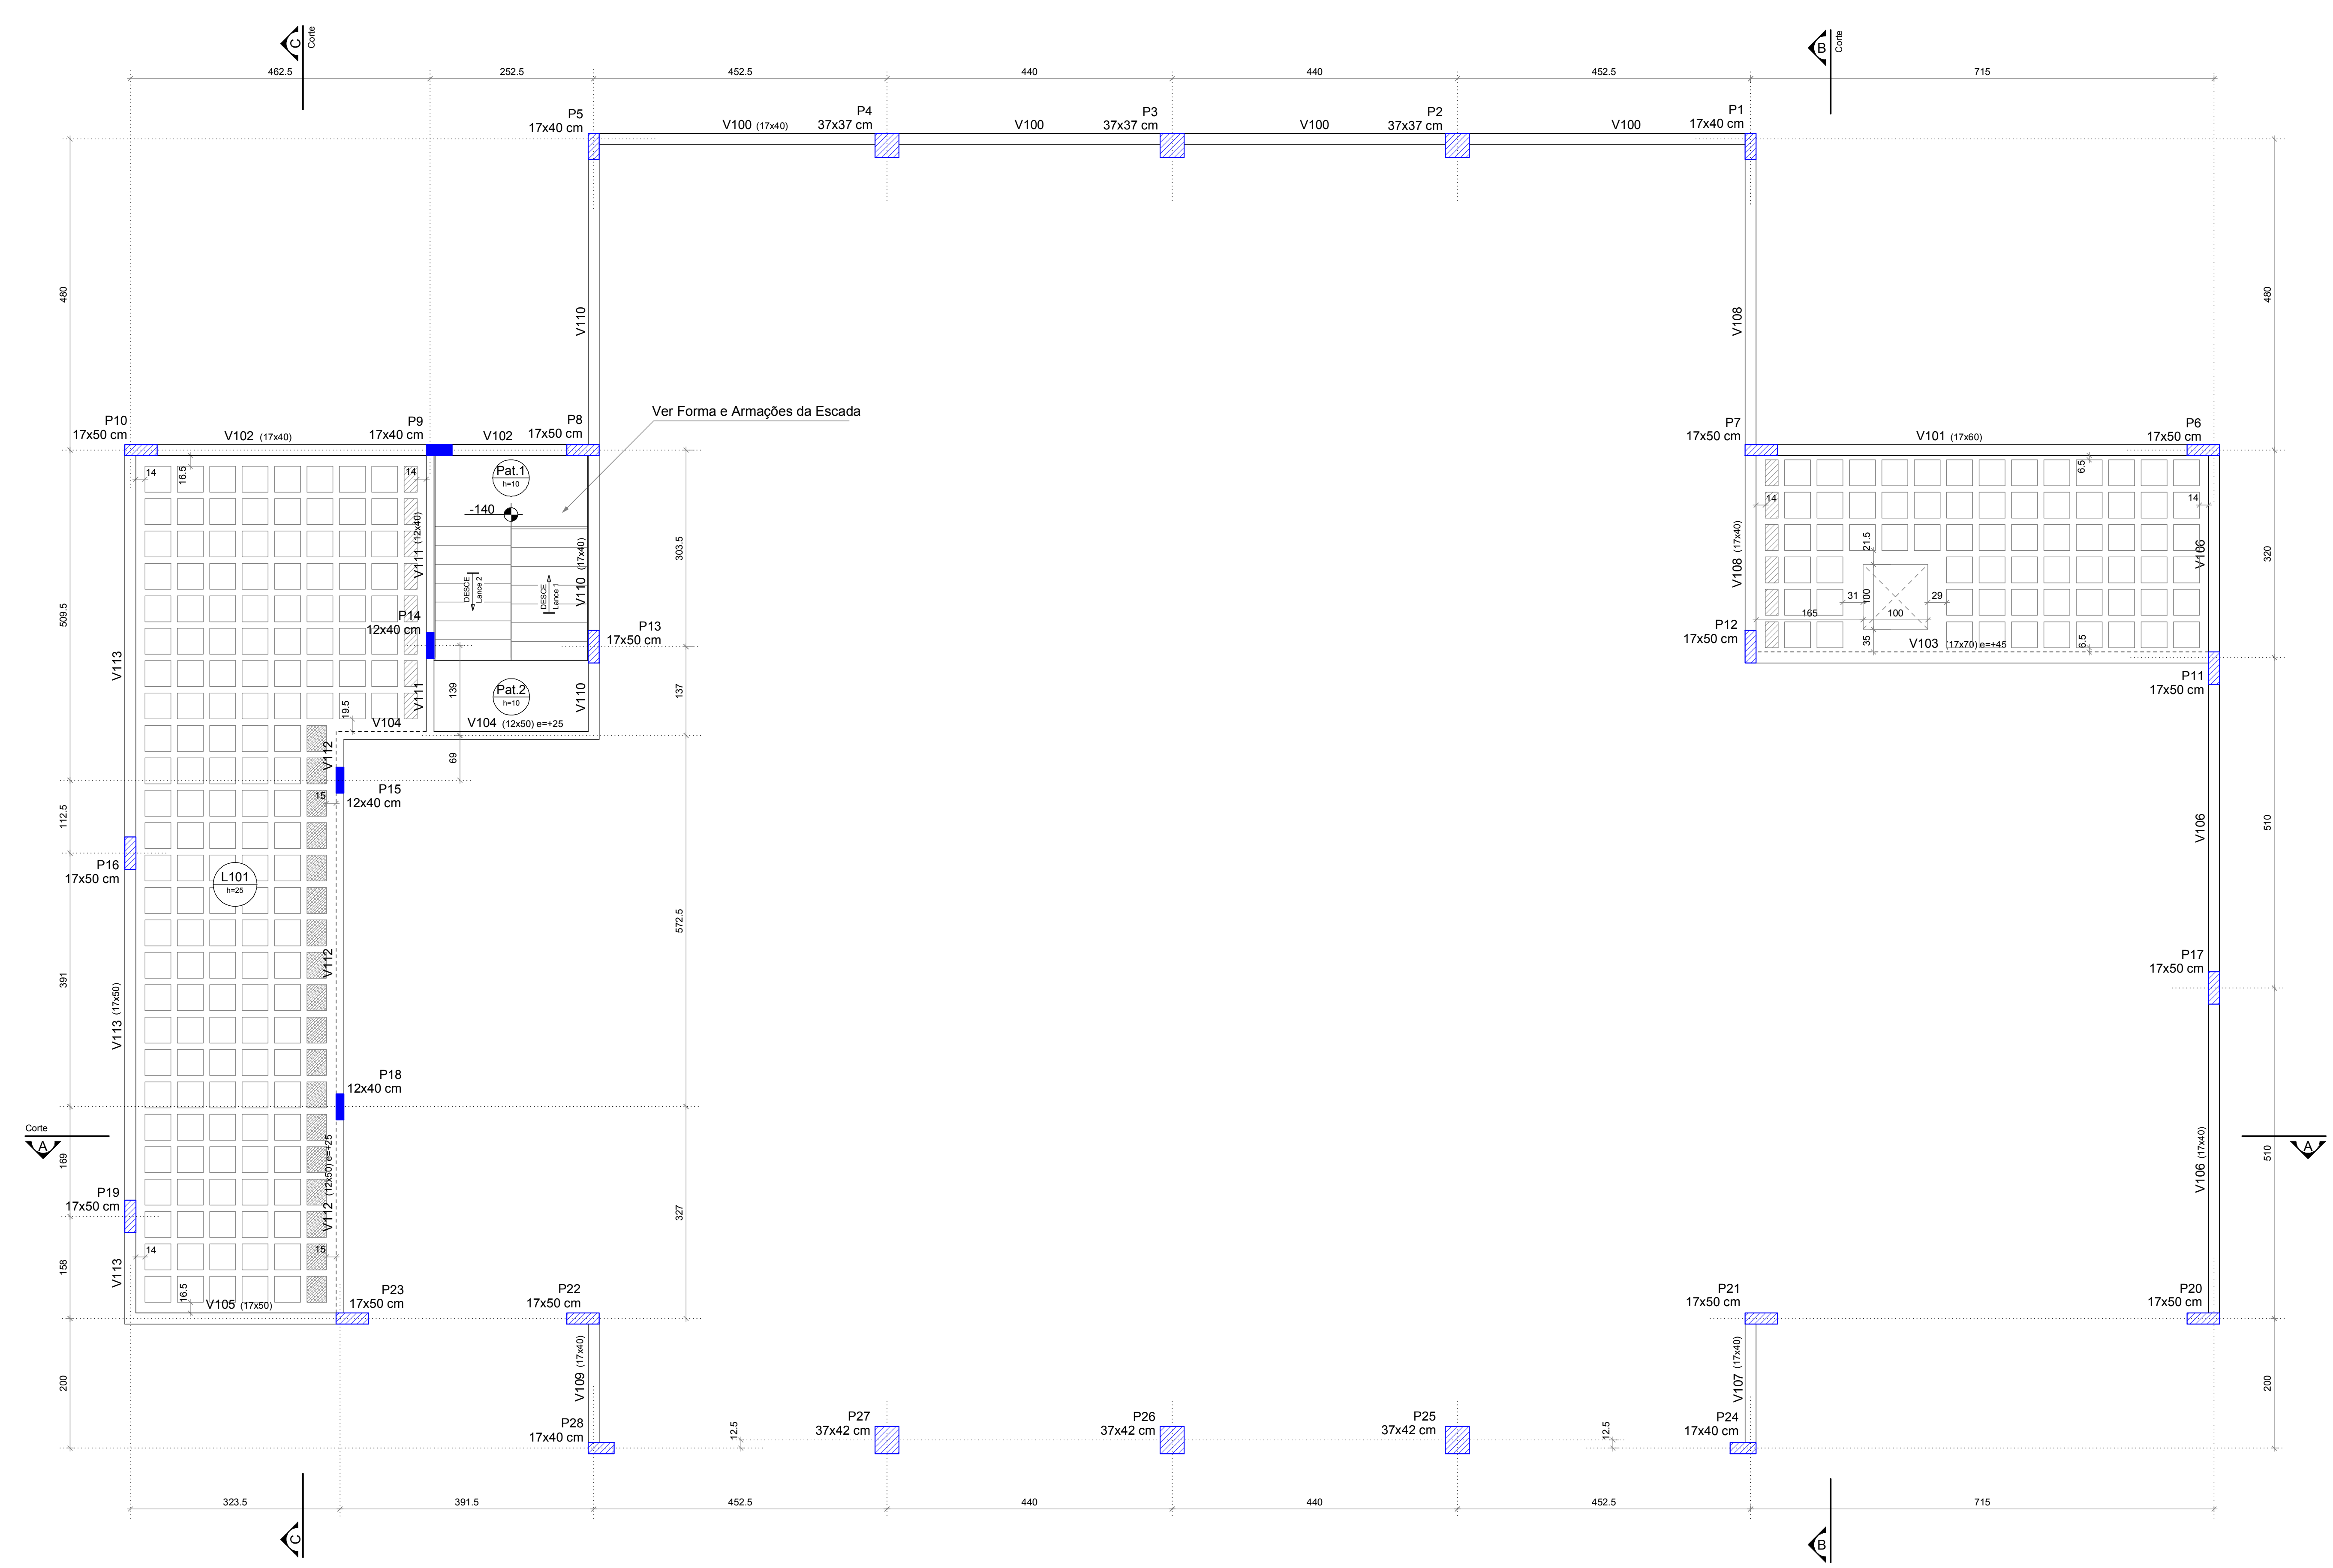 C
Corte
B
Corte
462.5
252.5
452.5
440
440
452.5
715
P5
17x40 cm
V100 (17x40)
P4
37x37 cm
V100
P3
37x37 cm
V100
P2
37x37 cm
V100
P1
17x40 cm
480
480
V110
V108
Ver Forma e Armações da Escada
P10
17x50 cm
V102 (17x40)
P9
17x40 cm
V102
P8
17x50 cm
P7
17x50 cm
V101 (17x60)
P6
17x50 cm
14
16.5
14
Pat.1
h=10
-140
6.5
14
14
V111 (12x40)
V110 (17x40)
303.5
509.5
DESCE
Lance 2
DESCE
Lance 1
V108 (17x40)
21.5
V106
320
31
100
29
165
100
P14
12x40 cm
P13
17x50 cm
P12
17x50 cm
35
V103 (17x70) e=+45
6.5
V113
V111
139
Pat.2
h=10
V110
137
P11
17x50 cm
19.5
V104
V104 (12x50) e=+25
V112
69
15
P15
12x40 cm
112.5
P16
17x50 cm
L101
h=25
V106
510
572.5
391
V112
V113 (17x50)
P17
17x50 cm
P18
12x40 cm
Corte
A
169
V112 (12x50) e=+25
V106 (17x40)
510
A
P19
17x50 cm
327
14
15
V113
158
16.5
V105 (17x50)
P23
17x50 cm
P22
17x50 cm
P21
17x50 cm
P20
17x50 cm
200
V109 (17x40)
V107 (17x40)
200
P28
17x40 cm
12.5
P27
37x42 cm
P26
37x42 cm
P25
37x42 cm
12.5
P24
17x40 cm
323.5
391.5
452.5
440
440
452.5
715
C
B